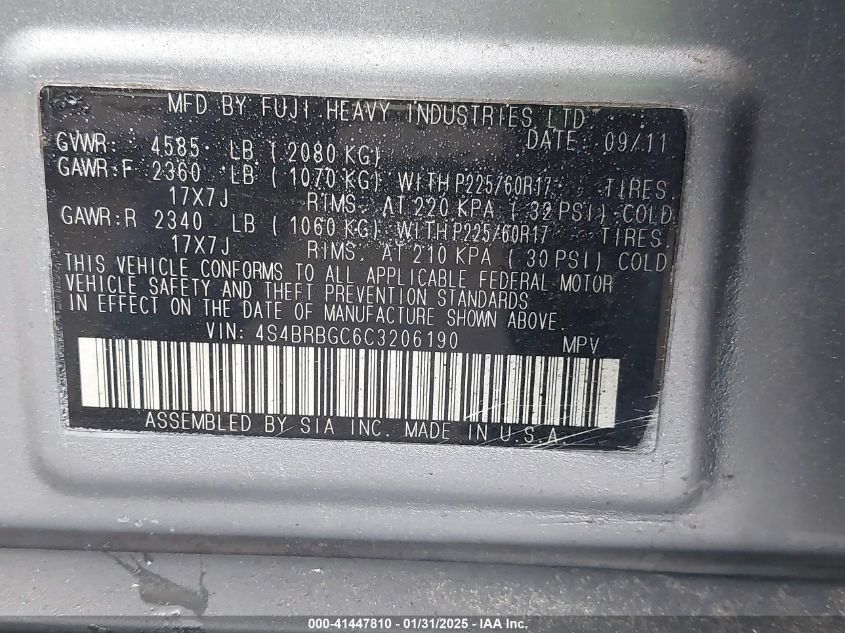 MFD BY FUJI HEAVY INDUSTRIES LTD
DATE: 09/11
GVWR: 4585 LB (2080 KG)
GAWR:F 2360 LB (1070 KG) WITH P225/60R17 TIRES,
17X7J RIMS. AT 220 KPA (32 PSI) COLD
GAWR:R 2340 LB (1060 KG) WITH P225/60R17 TIRES,
17X7J RIMS. AT 210 KPA (30 PSI) COLD
THIS VEHICLE CONFORMS TO ALL APPLICABLE FEDERAL MOTOR
VEHICLE SAFETY AND THEFT PREVENTION STANDARDS
IN EFFECT ON THE DATE OF MANUFACTURE SHOWN ABOVE.
VIN: 4S4BRBGC6C3206190 MPV
ASSEMBLED BY SIA INC. MADE IN U.S.A.
000-41447810 - 01/31/2025 - IAAI.COM